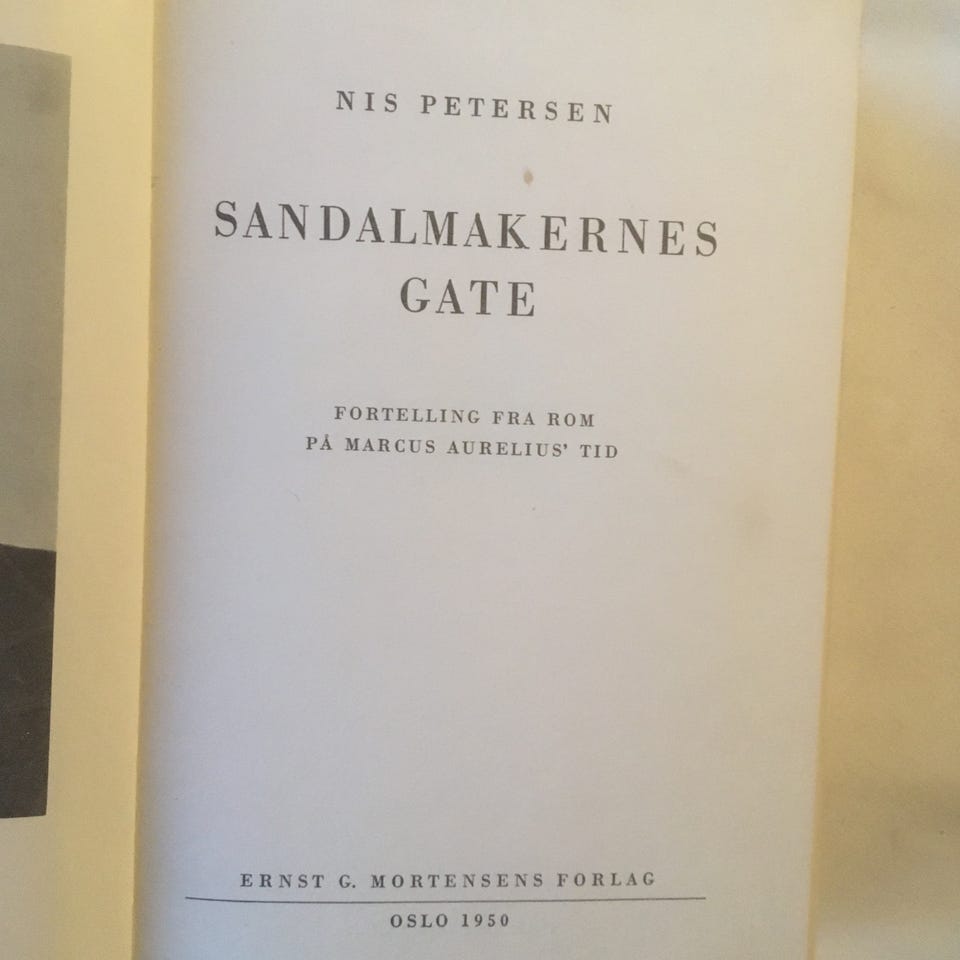 NIS PETERSEN
SANDALMAKERNES
GATE
FORTELLING FRA ROM
PÅ MARCUS AURELIUS’ TID
ERNST G. MORTENSENS FORLAG
OSLO 1950